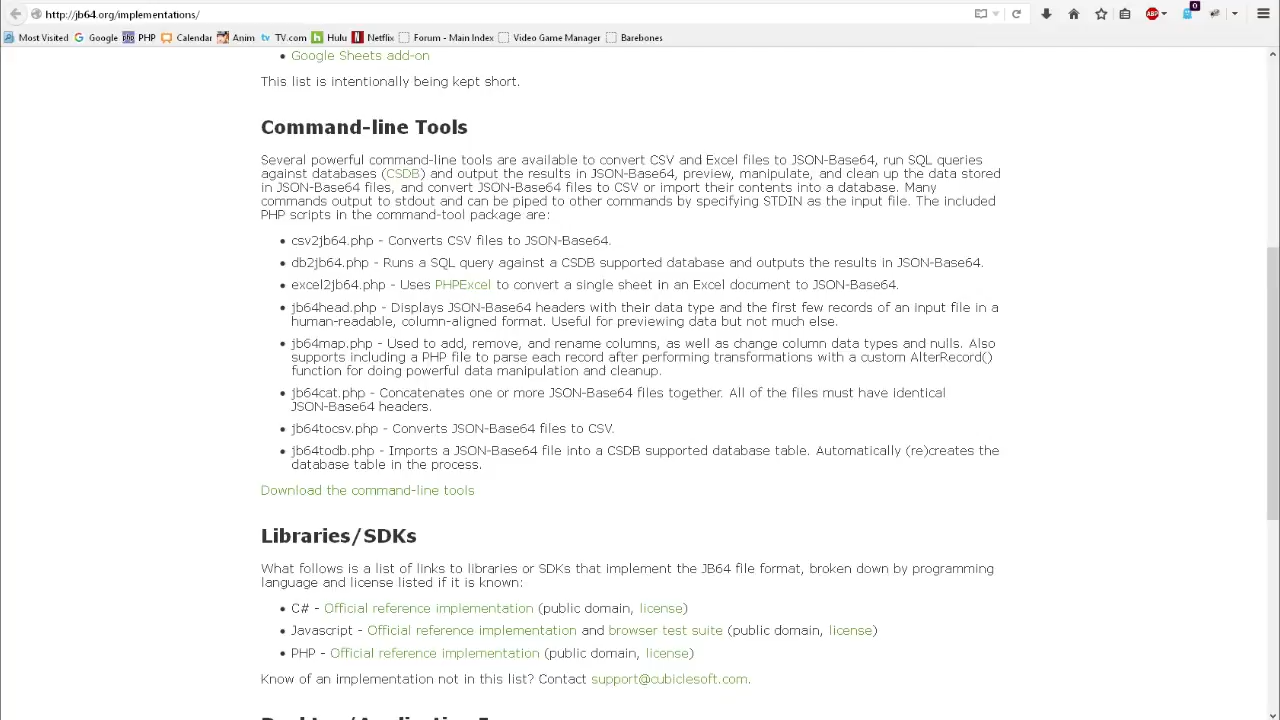 http://jb64.org/implementations/
ABP
0
Most Visited Google PHP Calendar Anim TV.com Hulu Netflix Forum - Main Index Video Game Manager Barebones
• Google Sheets add-on
This list is intentionally being kept short.
Command-line Tools
Several powerful command-line tools are available to convert CSV and Excel files to JSON-Base64, run SQL queries
against databases (CSDB) and output the results in JSON-Base64, preview, manipulate, and clean up the data stored
in JSON-Base64 files, and convert JSON-Base64 files to CSV or import their contents into a database. Many
commands output to stdout and can be piped to other commands by specifying STDIN as the input file. The included
PHP scripts in the command-tool package are:
• csv2jb64.php - Converts CSV files to JSON-Base64.
• db2jb64.php - Runs a SQL query against a CSDB supported database and outputs the results in JSON-Base64.
• excel2jb64.php - Uses PHPExcel to convert a single sheet in an Excel document to JSON-Base64.
• jb64head.php - Displays JSON-Base64 headers with their data type and the first few records of an input file in a
human-readable, column-aligned format. Useful for previewing data but not much else.
• jb64map.php - Used to add, remove, and rename columns, as well as change column data types and nulls. Also
supports including a PHP file to parse each record after performing transformations with a custom AlterRecord()
function for doing powerful data manipulation and cleanup.
• jb64cat.php - Concatenates one or more JSON-Base64 files together. All of the files must have identical
JSON-Base64 headers.
• jb64tocsv.php - Converts JSON-Base64 files to CSV.
• jb64todb.php - Imports a JSON-Base64 file into a CSDB supported database table. Automatically (re)creates the
database table in the process.
Download the command-line tools
Libraries/SDKs
What follows is a list of links to libraries or SDKs that implement the JB64 file format, broken down by programming
language and license listed if it is known:
• C# - Official reference implementation (public domain, license)
• Javascript - Official reference implementation and browser test suite (public domain, license)
• PHP - Official reference implementation (public domain, license)
Know of an implementation not in this list? Contact support@cubiclesoft.com.